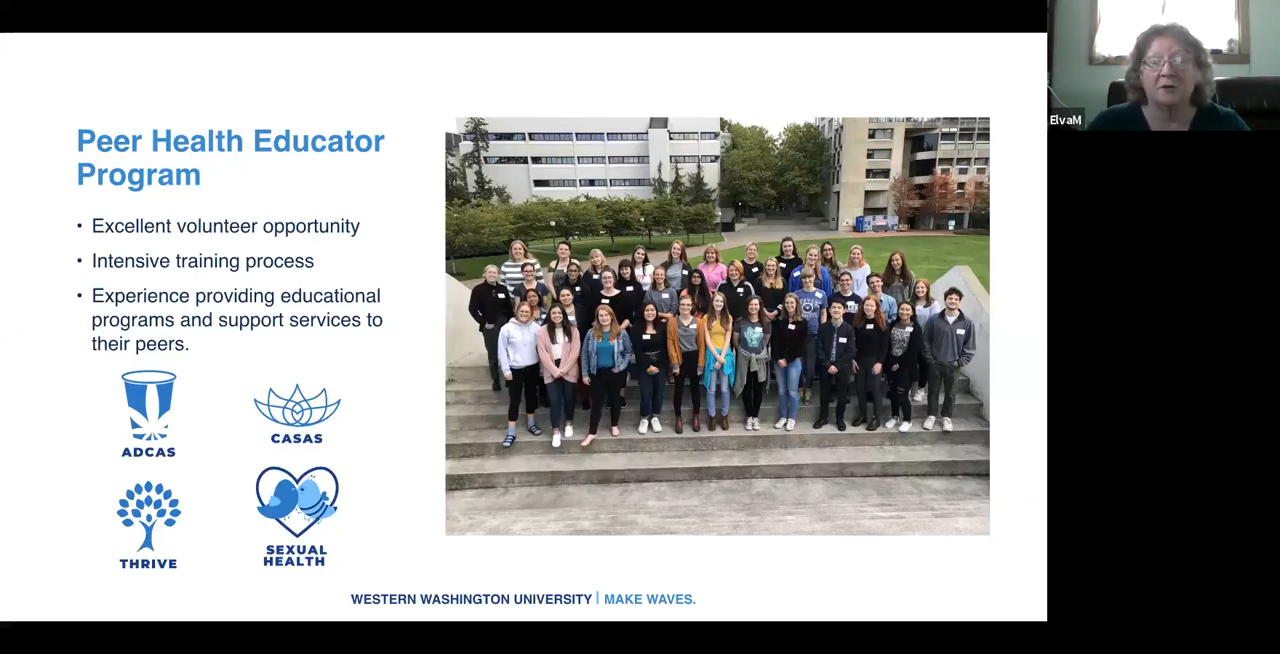 Peer Health Educator
Program
• Excellent volunteer opportunity
• Intensive training process
• Experience providing educational
programs and support services to
their peers.
ADCAS
CASAS
THRIVE
SEXUAL
HEALTH
WESTERN WASHINGTON UNIVERSITY | MAKE WAVES.
ElvaM